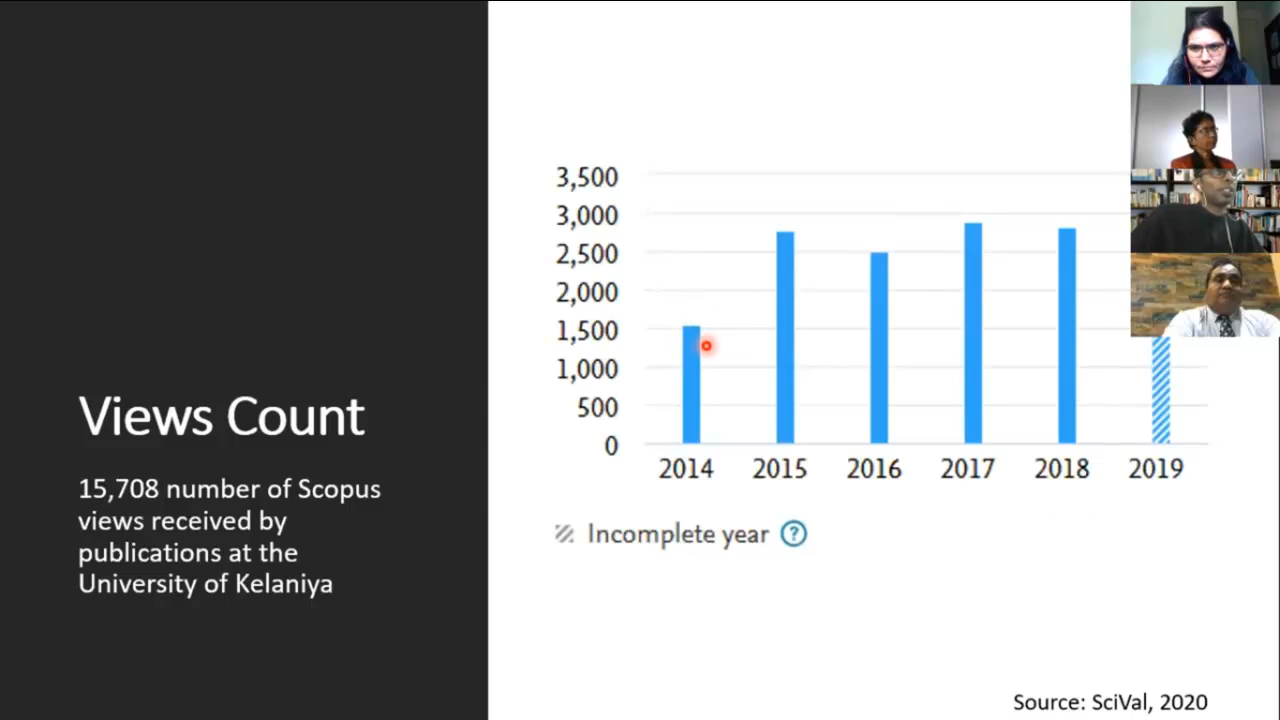 Views Count
15,708 number of Scopus
views received by
publications at the
University of Kelaniya
3,500
3,000
2,500
2,000
1,500
1,000
500
0
2014 2015 2016 2017 2018 2019
Incomplete year ?
Source: SciVal, 2020